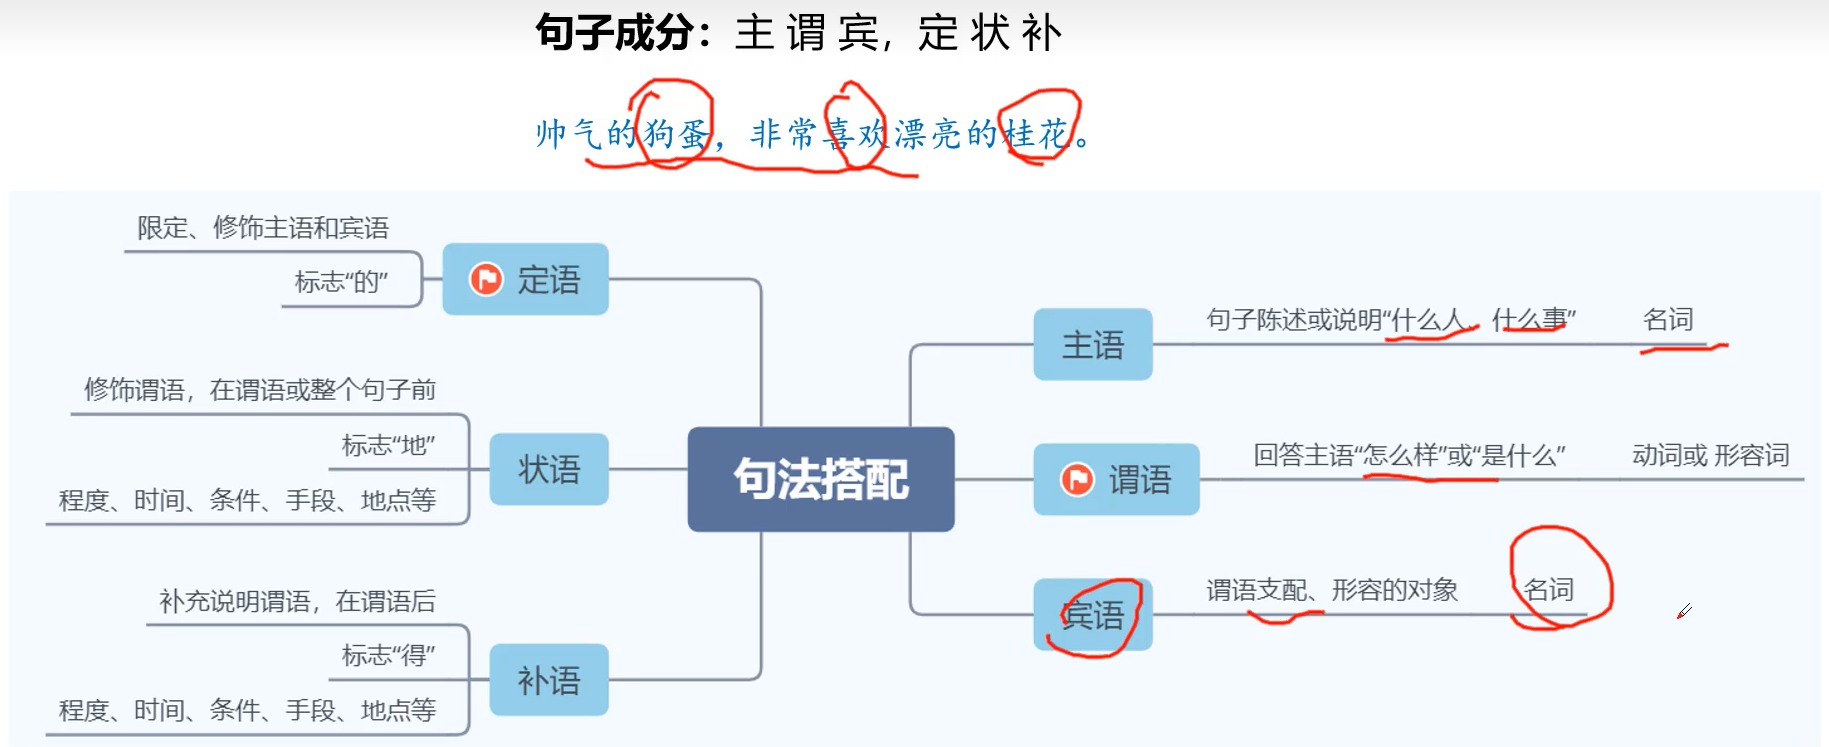 句子成分：主 谓 宾，定 状 补
帅气的狗蛋，非常喜欢漂亮的桂花。
限定、修饰主语和宾语
标志“的”
定语
修饰谓语，在谓语或整个句子前
标志“地”
程度、时间、条件、手段、地点等
状语
补充说明谓语，在谓语后
标志“得”
程度、时间、条件、手段、地点等
补语
句法搭配
主语
句子陈述或说明“什么人、什么事”
名词
谓语
回答主语“怎么样”或“是什么”
动词或 形容词
宾语
谓语支配、形容的对象
名词